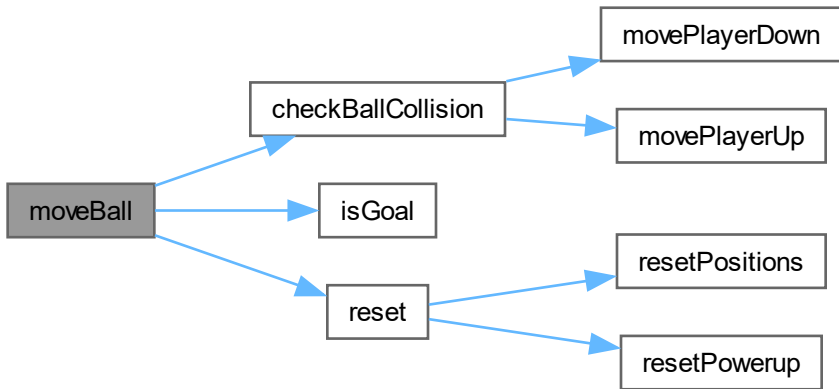 movePlayerDown
checkBallCollision
movePlayerUp
moveBall
isGoal
resetPositions
reset
resetPowerup